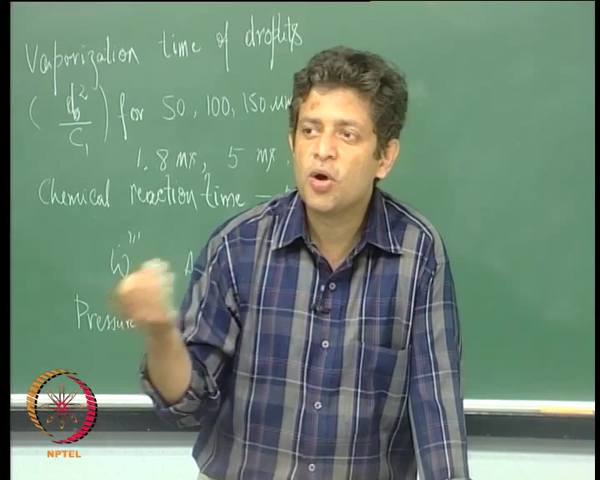 Vaporization time of droplets
( d₀² / C₁ ) for 50, 100, 150 μm
1.8 ms, 5 ms,
Chemical reaction time –
ẇ''' A
Pressure
NPTEL